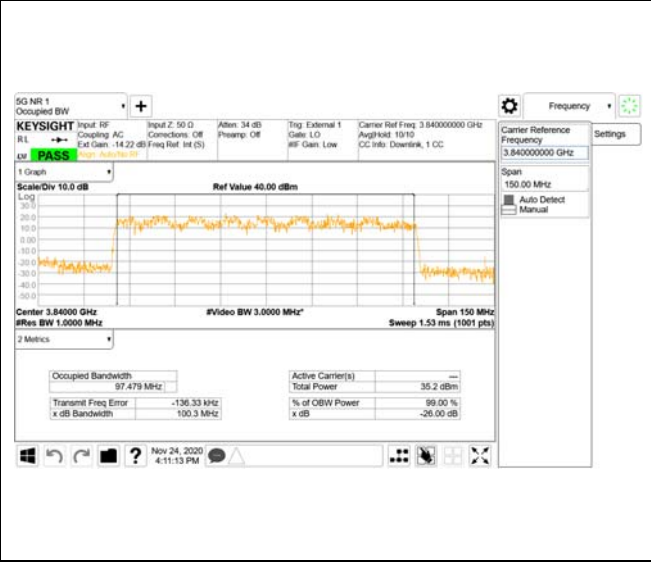 5G NR 1
Occupied BW
Frequency
KEYSIGHT Input: RF Input Z: 50 Ω Atten: 34 dB Trig: External 1 Carrier Ref Freq: 3.840000000 GHz
RL Coupling: AC Corrections: Off Preamp: Off Gate: LO Avg|Hold: 10/10
Ext Gain: -14.22 dB Freq Ref: Int (S) #IF Gain: Low CC Info: Downlink, 1 CC
PASS Align: Auto/No RF
Carrier Reference Frequency
3.840000000 GHz
Settings
Span
150.00 MHz
Auto Detect
Manual
1 Graph
Scale/Div 10.0 dB Ref Value 40.00 dBm
Log
30.0
20.0
10.0
0.00
-10.0
-20.0
-30.0
-40.0
-50.0
Center 3.84000 GHz #Video BW 3.0000 MHz* Span 150 MHz
#Res BW 1.0000 MHz Sweep 1.53 ms (1001 pts)
2 Metrics
Occupied Bandwidth
97.479 MHz
Active Carrier(s) —
Total Power 35.2 dBm
Transmit Freq Error -136.33 kHz
x dB Bandwidth 100.3 MHz
% of OBW Power 99.00 %
x dB -26.00 dB
Nov 24, 2020
4:11:13 PM